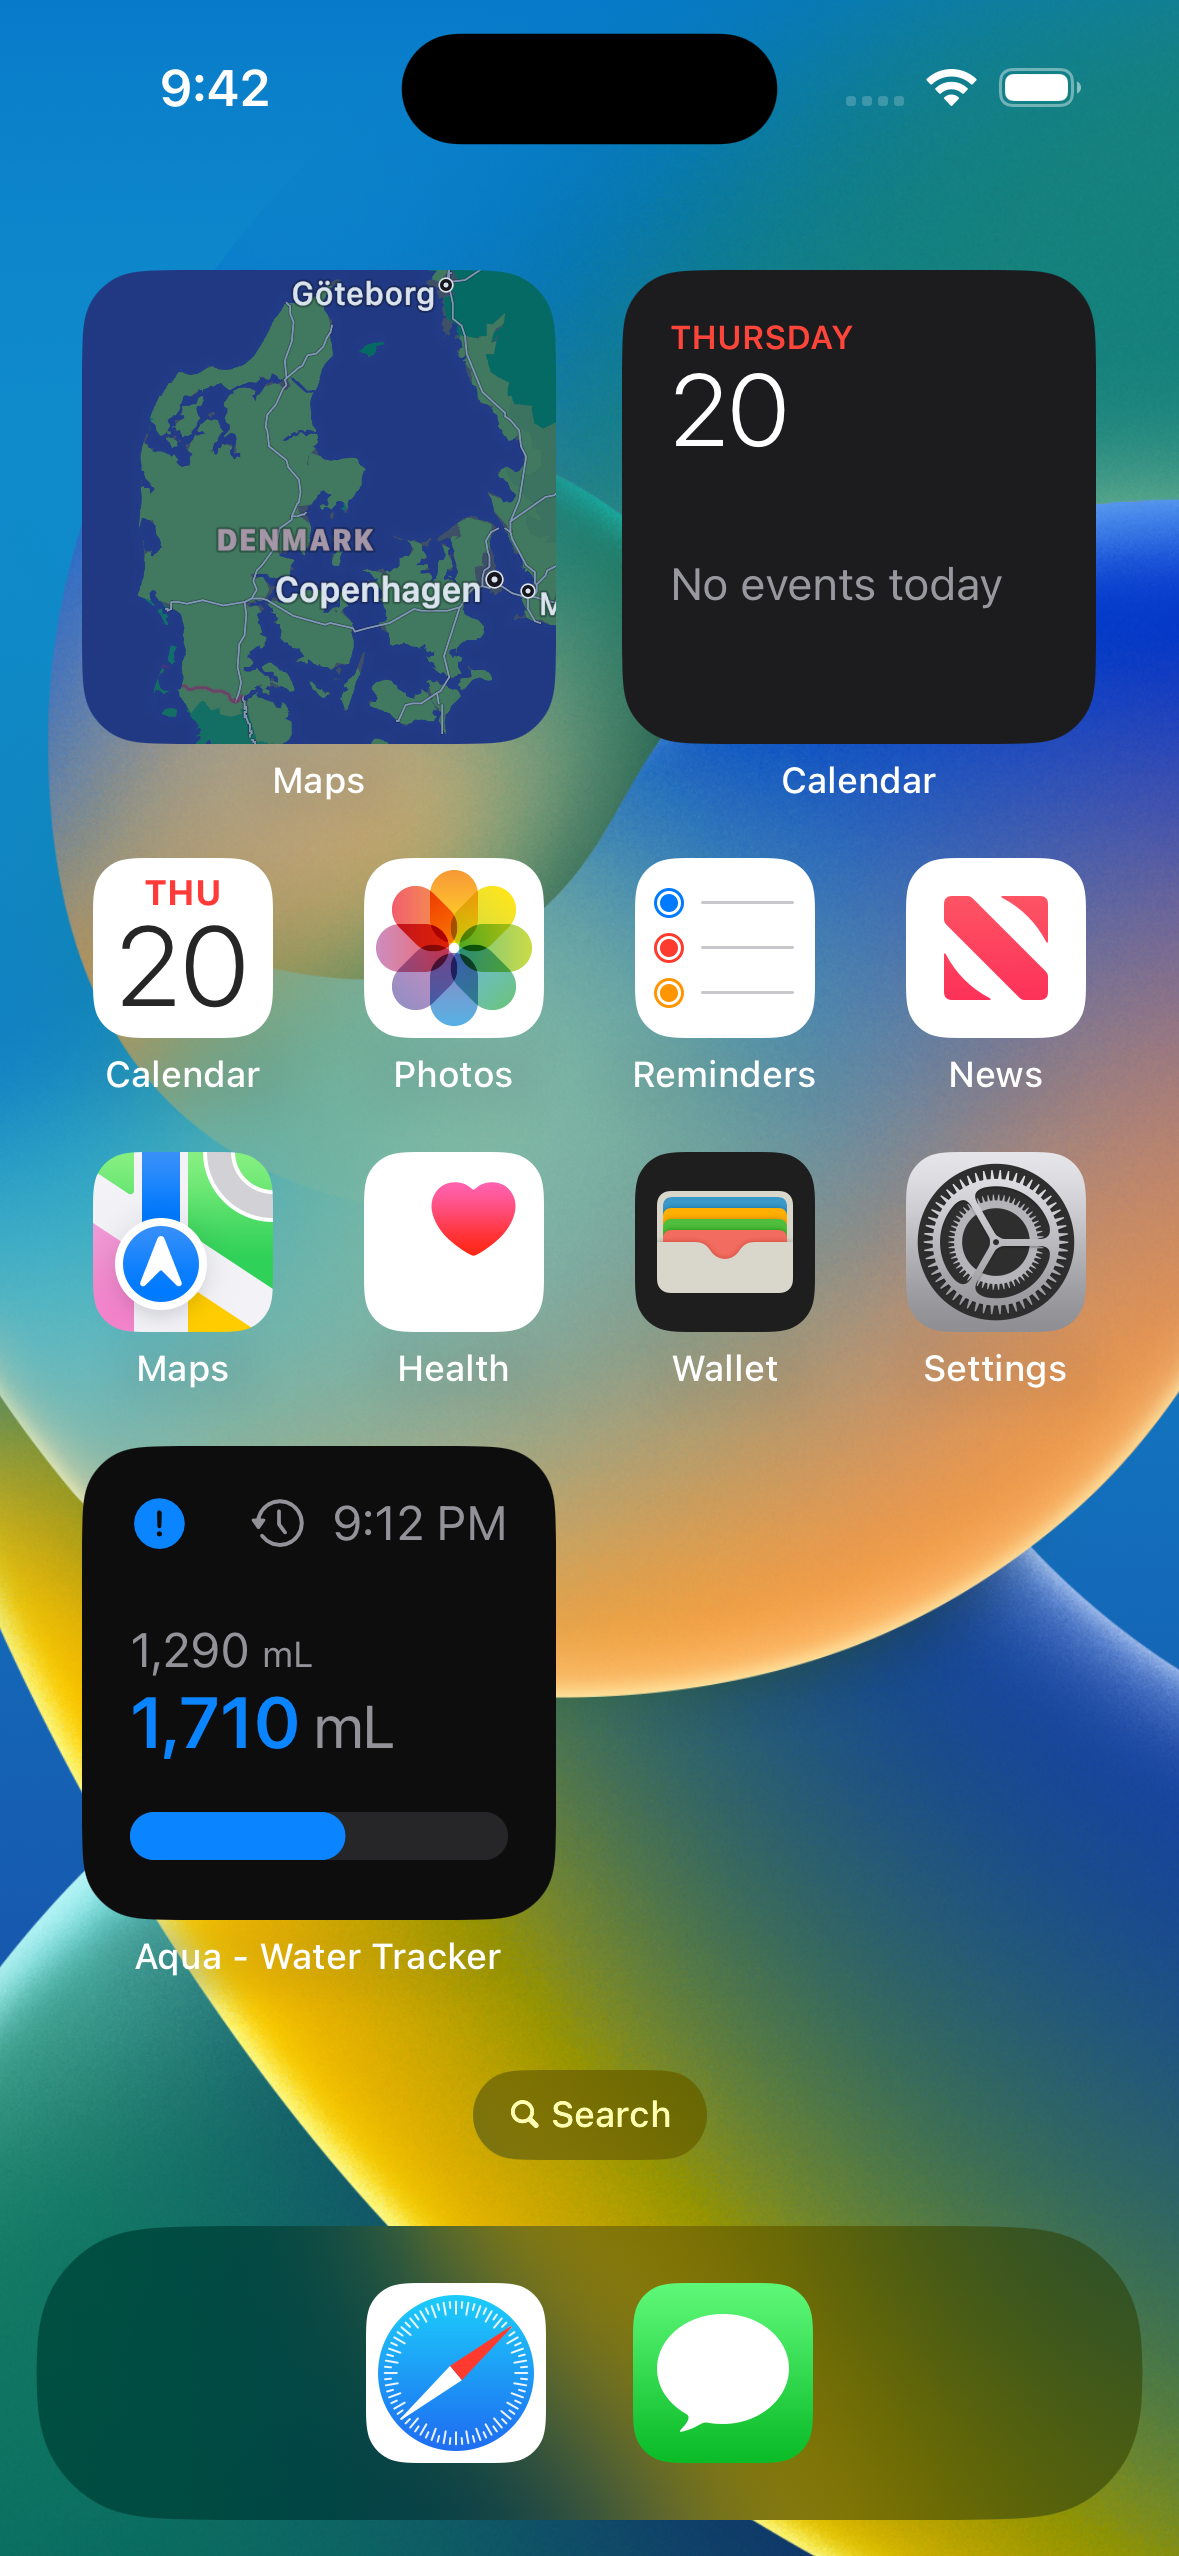 9:42
Göteborg
DENMARK
Copenhagen
M
Maps
THURSDAY
20
No events today
Calendar
THU
20
Calendar
Photos
Reminders
News
Maps
Health
Wallet
Settings
9:12 PM
1,290 mL
1,710 mL
Aqua - Water Tracker
Search